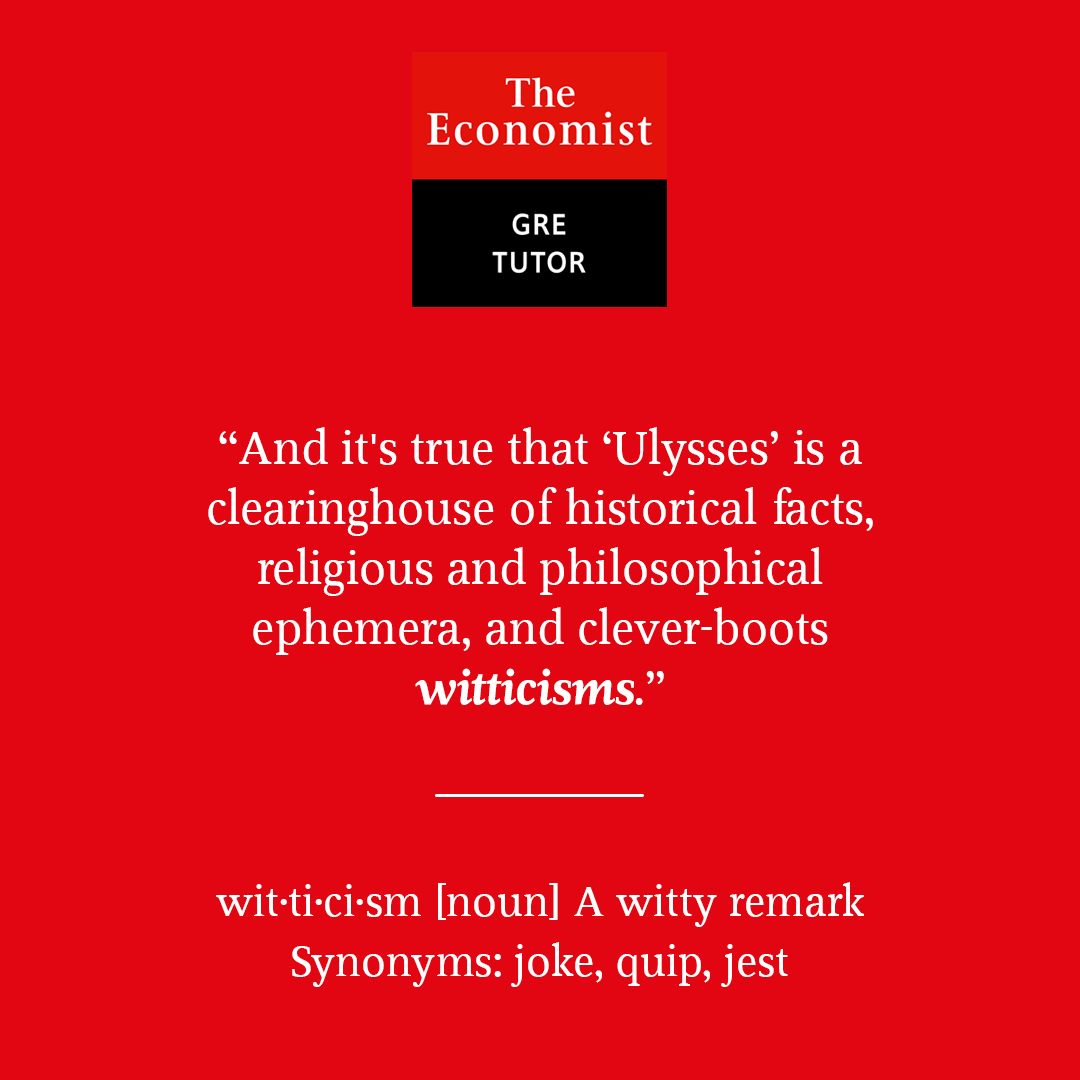 The
Economist
GRE
TUTOR
“And it's true that ‘Ulysses’ is a
clearinghouse of historical facts,
religious and philosophical
ephemera, and clever-boots
witticisms.”
wit·ti·ci·sm [noun] A witty remark
Synonyms: joke, quip, jest